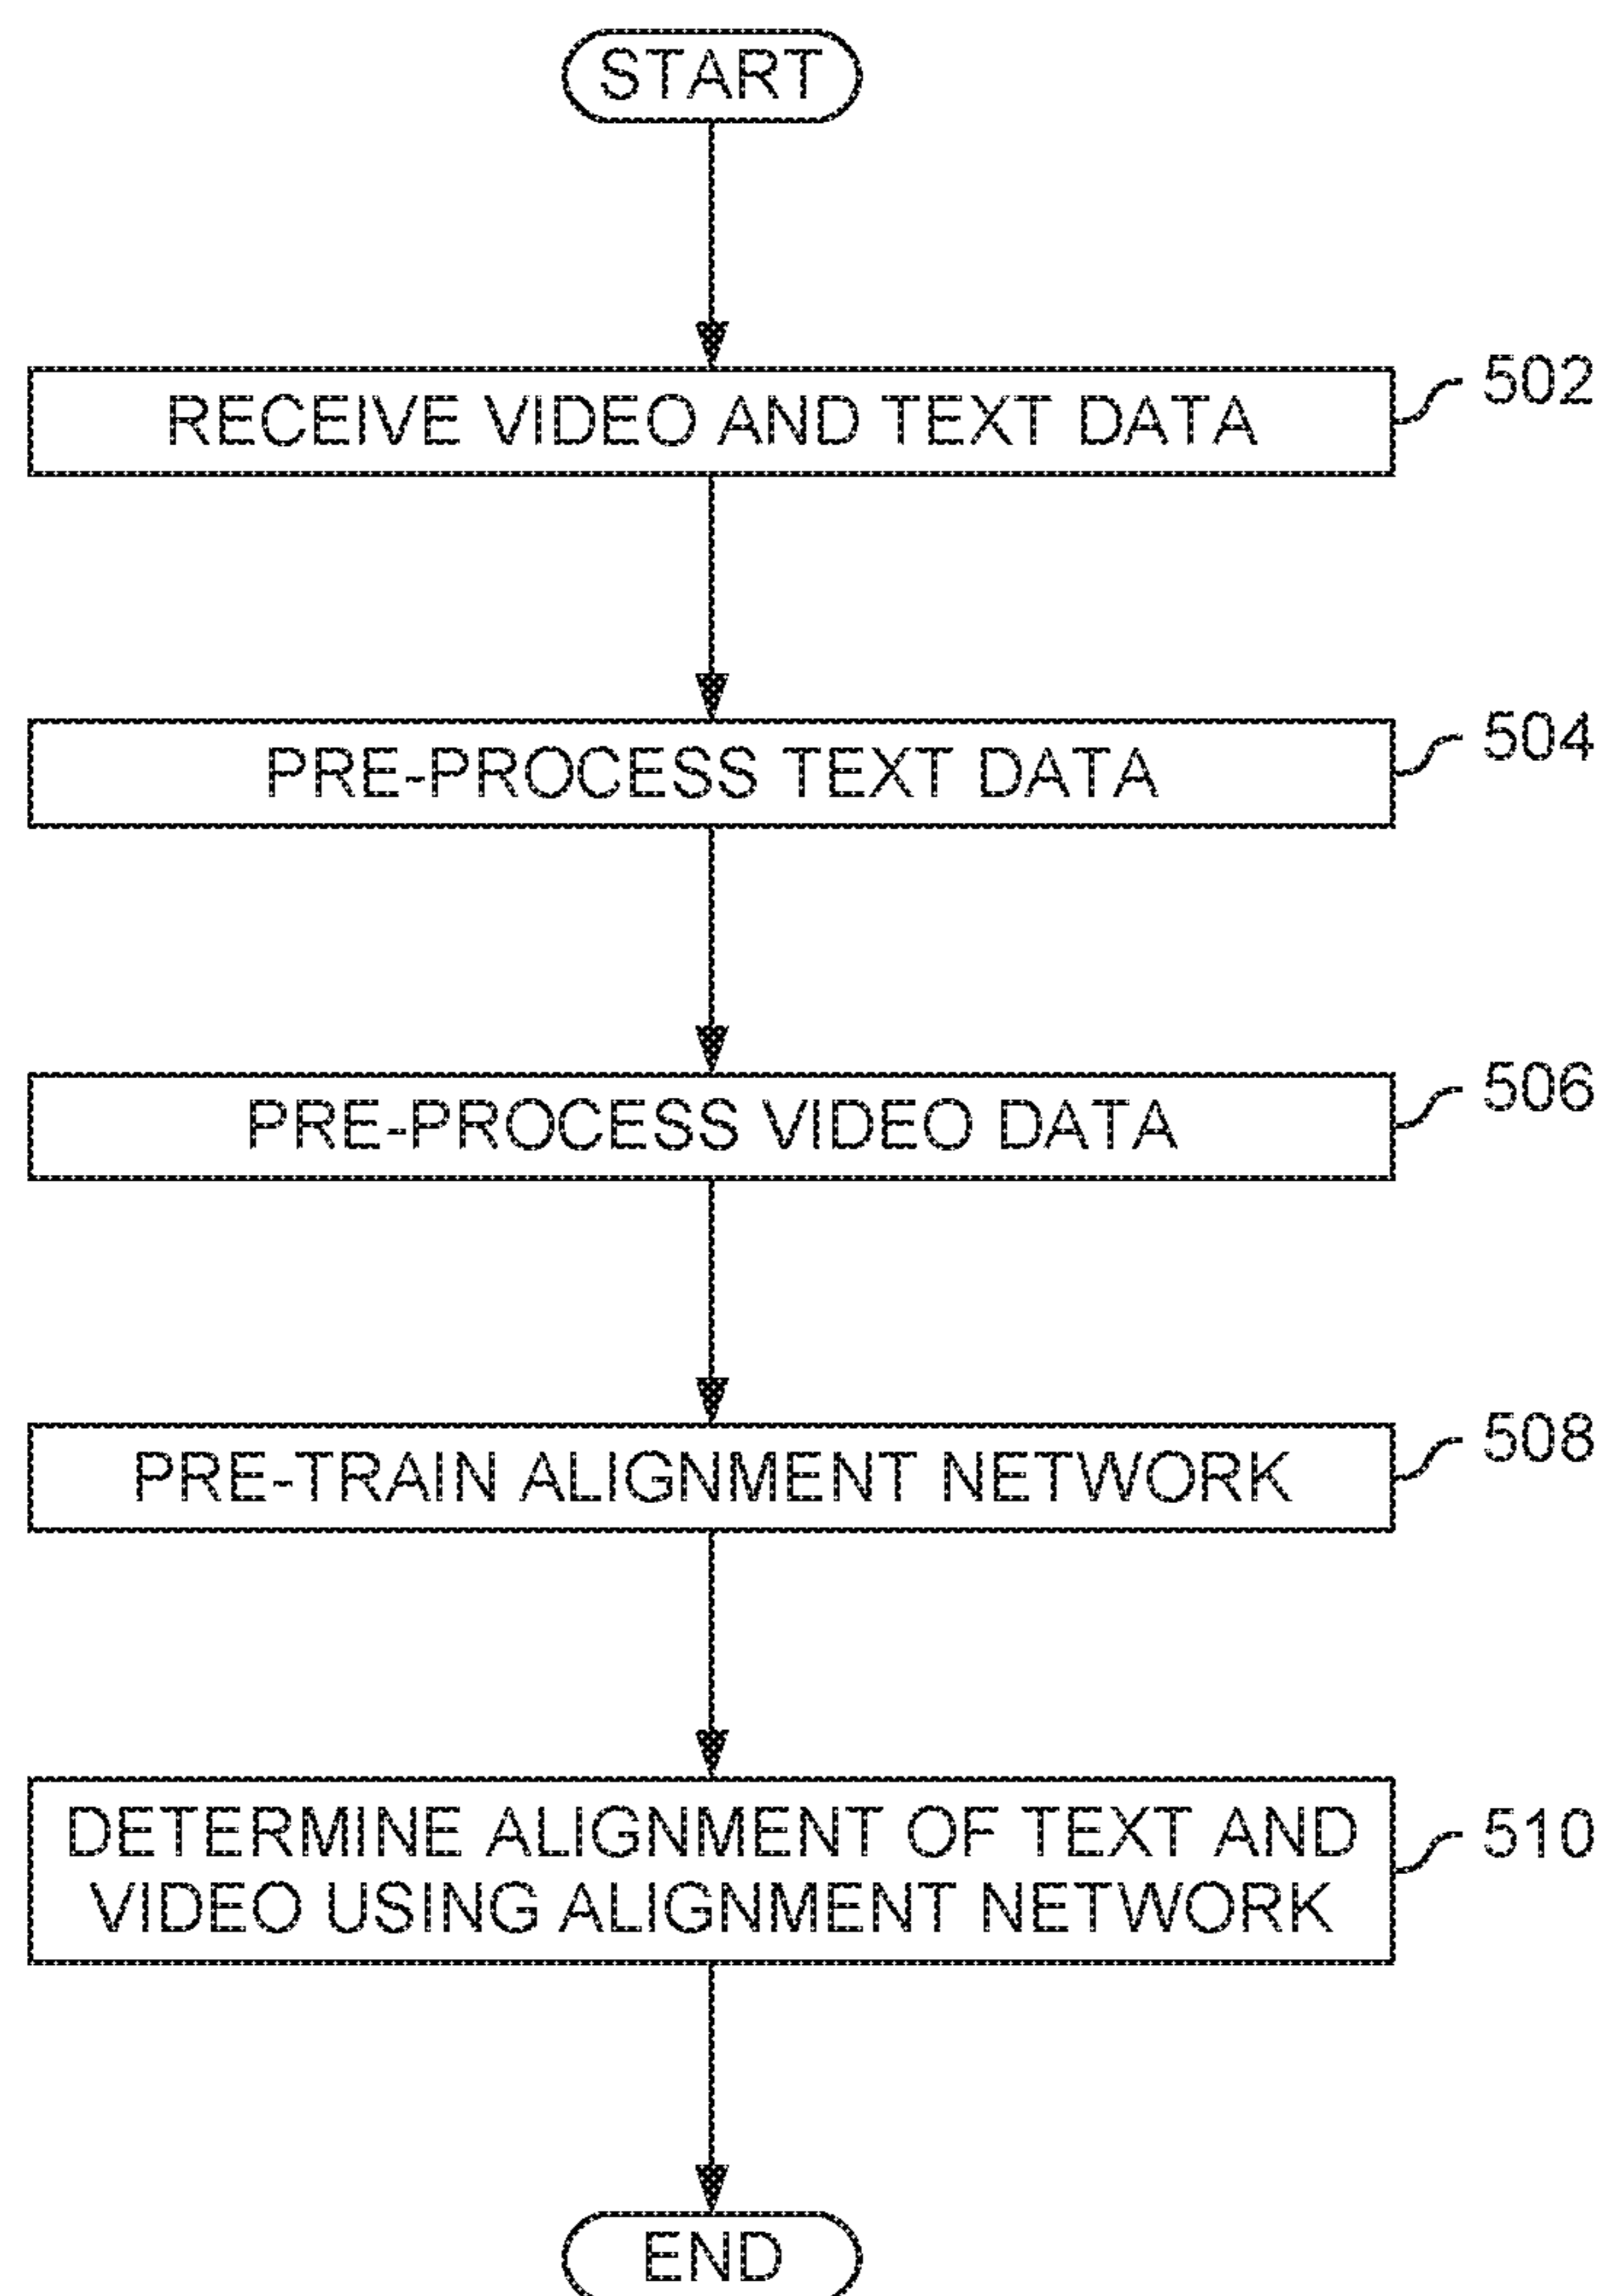 START
RECEIVE VIDEO AND TEXT DATA
502
PRE-PROCESS TEXT DATA
504
PRE-PROCESS VIDEO DATA
506
PRE-TRAIN ALIGNMENT NETWORK
508
DETERMINE ALIGNMENT OF TEXT AND
VIDEO USING ALIGNMENT NETWORK
510
END